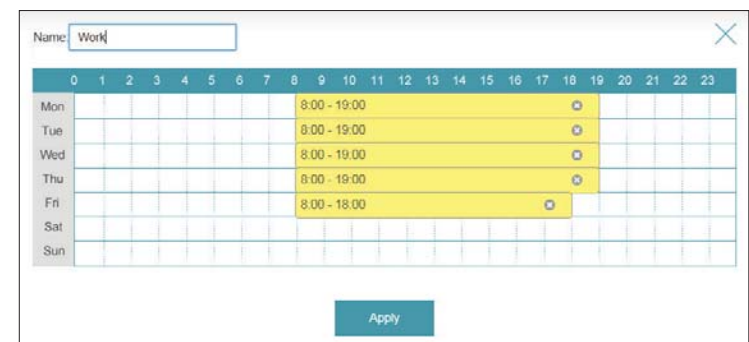 Name: Work
0 1 2 3 4 5 6 7 8 9 10 11 12 13 14 15 16 17 18 19 20 21 22 23
Mon 8:00 - 19:00
Tue 8:00 - 19:00
Wed 8:00 - 19:00
Thu 8:00 - 19:00
Fri 8:00 - 18:00
Sat
Sun
Apply